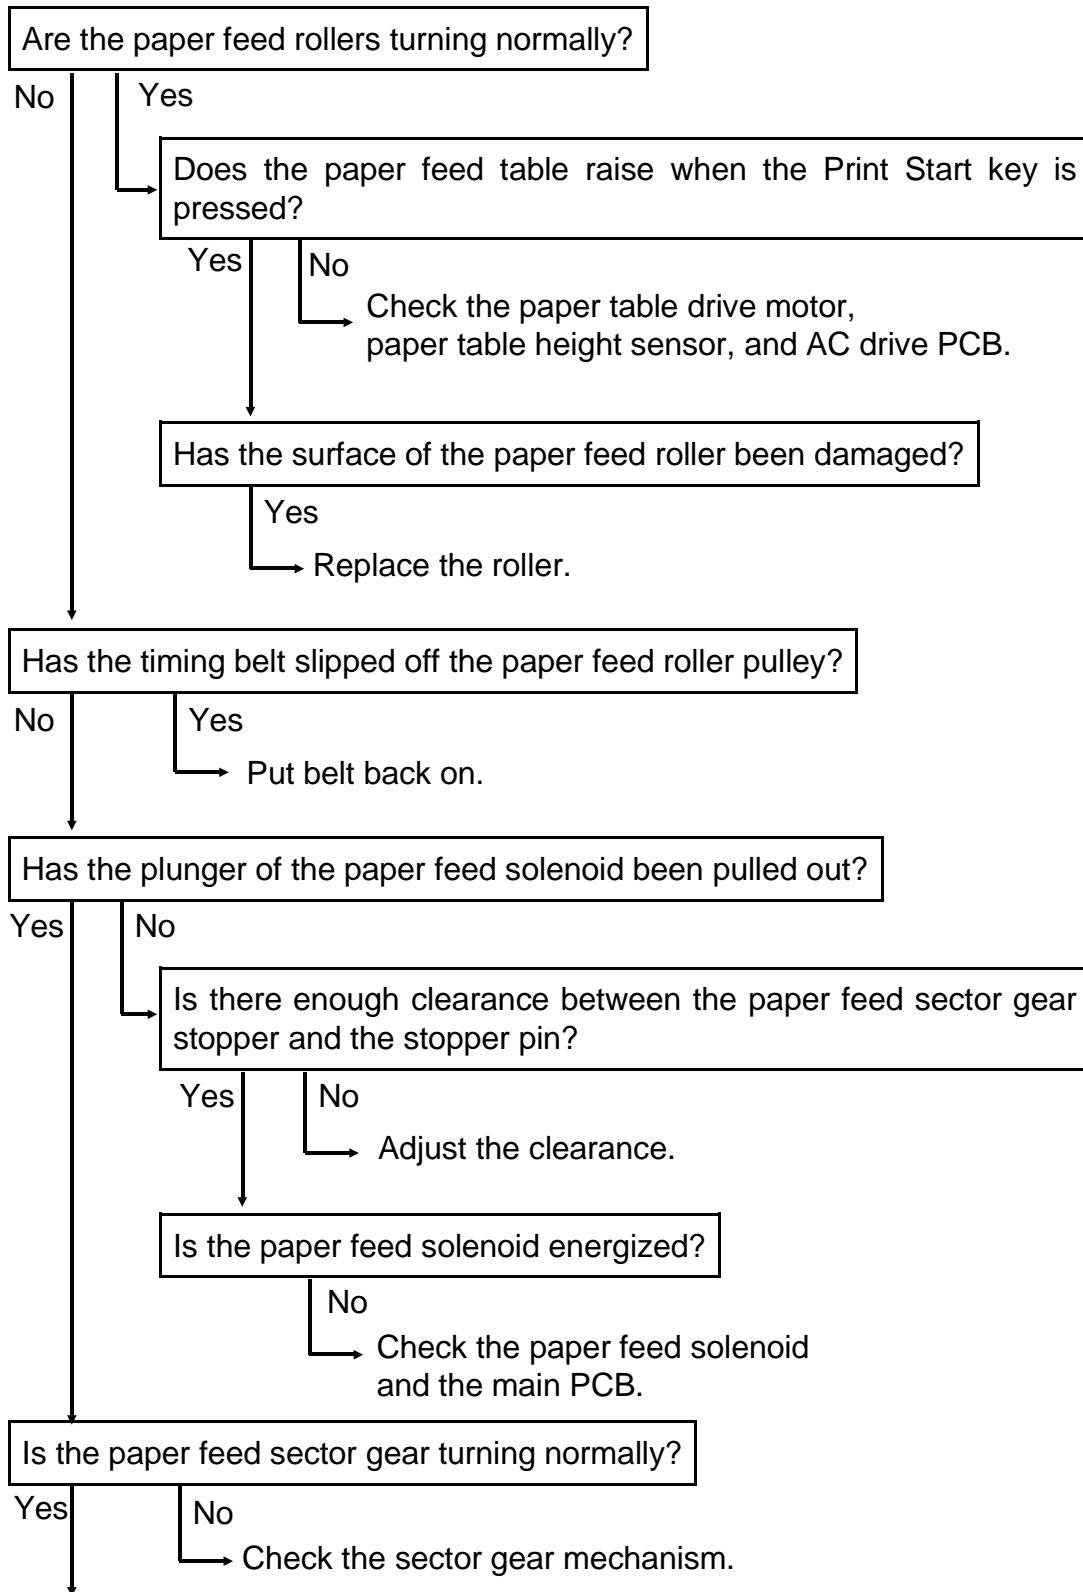 Are the paper feed rollers turning normally?
No
Yes
Does the paper feed table raise when the Print Start key is
pressed?
Yes
No
Check the paper table drive motor,
paper table height sensor, and AC drive PCB.
Has the surface of the paper feed roller been damaged?
Yes
Replace the roller.
Has the timing belt slipped off the paper feed roller pulley?
No
Yes
Put belt back on.
Has the plunger of the paper feed solenoid been pulled out?
Yes
No
Is there enough clearance between the paper feed sector gear
stopper and the stopper pin?
Yes
No
Adjust the clearance.
Is the paper feed solenoid energized?
No
Check the paper feed solenoid
and the main PCB.
Is the paper feed sector gear turning normally?
Yes
No
Check the sector gear mechanism.